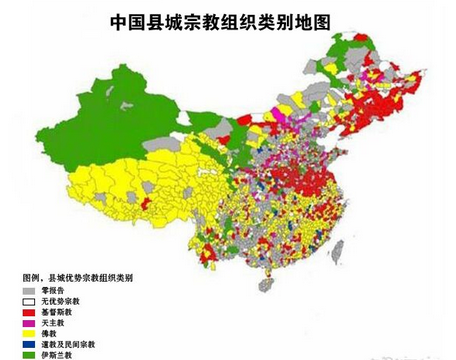 中国县城宗教组织类别地图
图例，县城优势宗教组织类别
零报告
无优势宗教
基督斯教
天主教
佛教
道教及民间宗教
伊斯兰教